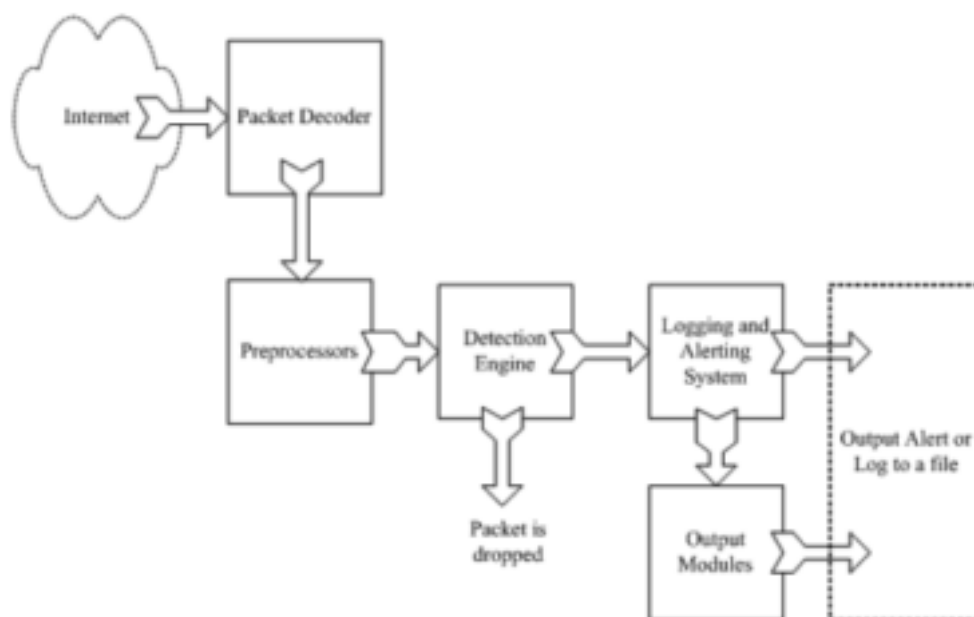 Internet
Packet Decoder
Preprocessors
Detection
Engine
Logging and
Alerting
System
Packet is
dropped
Output
Modules
Output Alert or
Log to a file